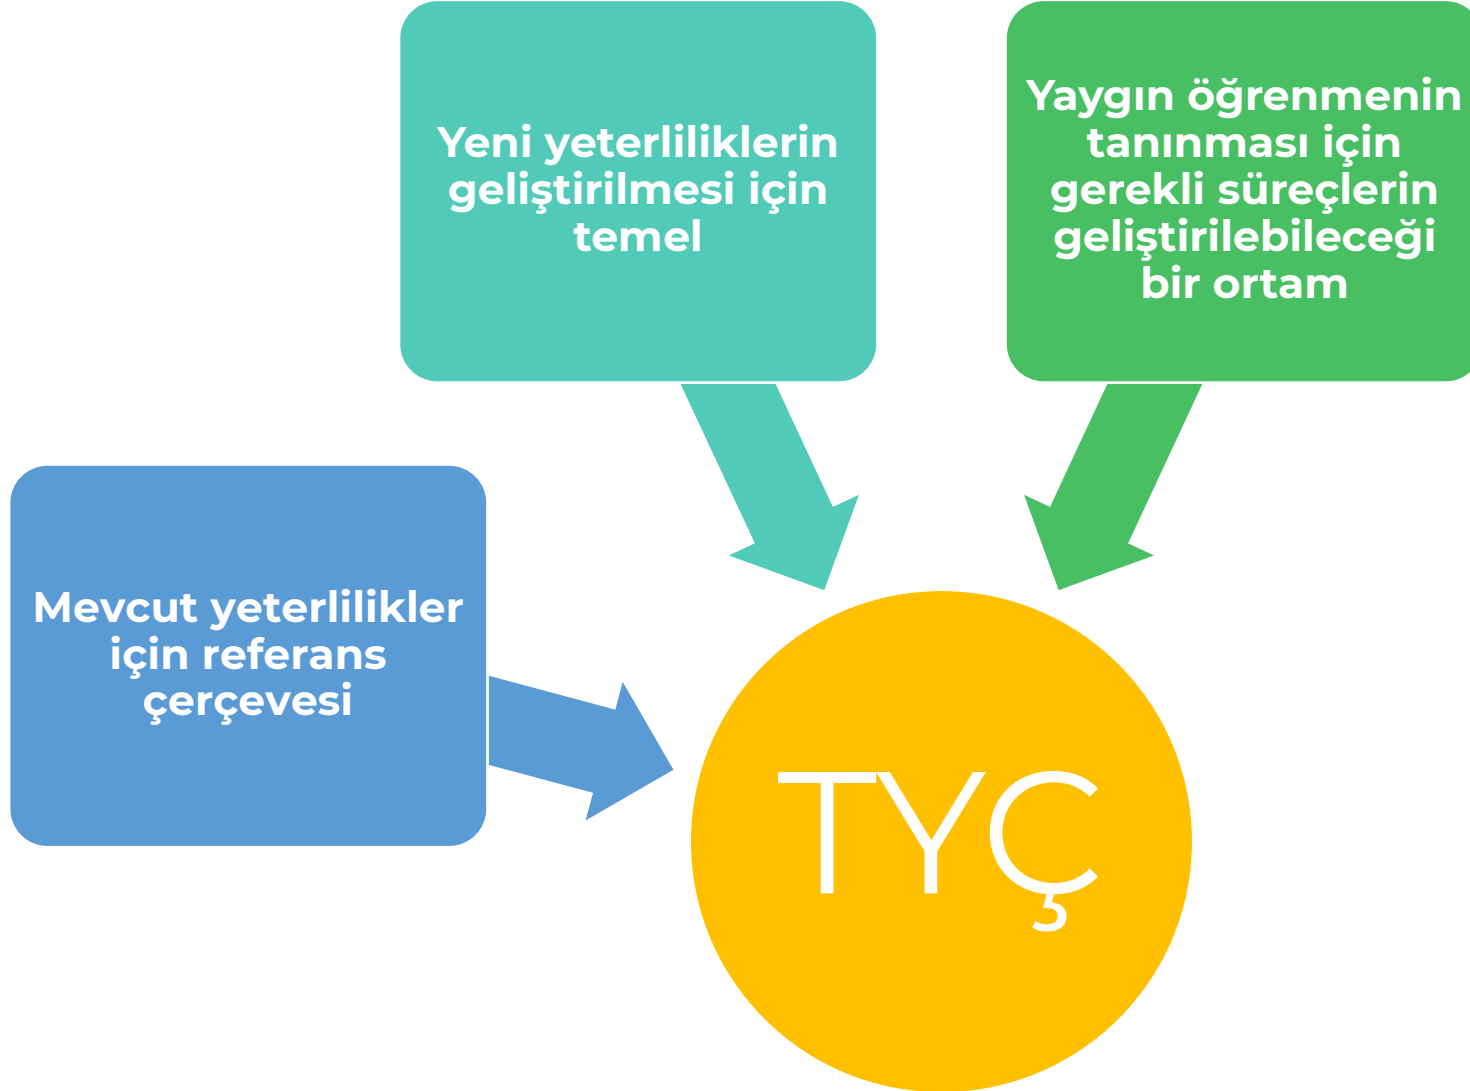 Yeni yeterliliklerin
geliştirilmesi için
temel
Yaygın öğrenmenin
tanınması için
gerekli süreçlerin
geliştirilebileceği
bir ortam
Mevcut yeterlilikler
için referans
çerçevesi
TYÇ